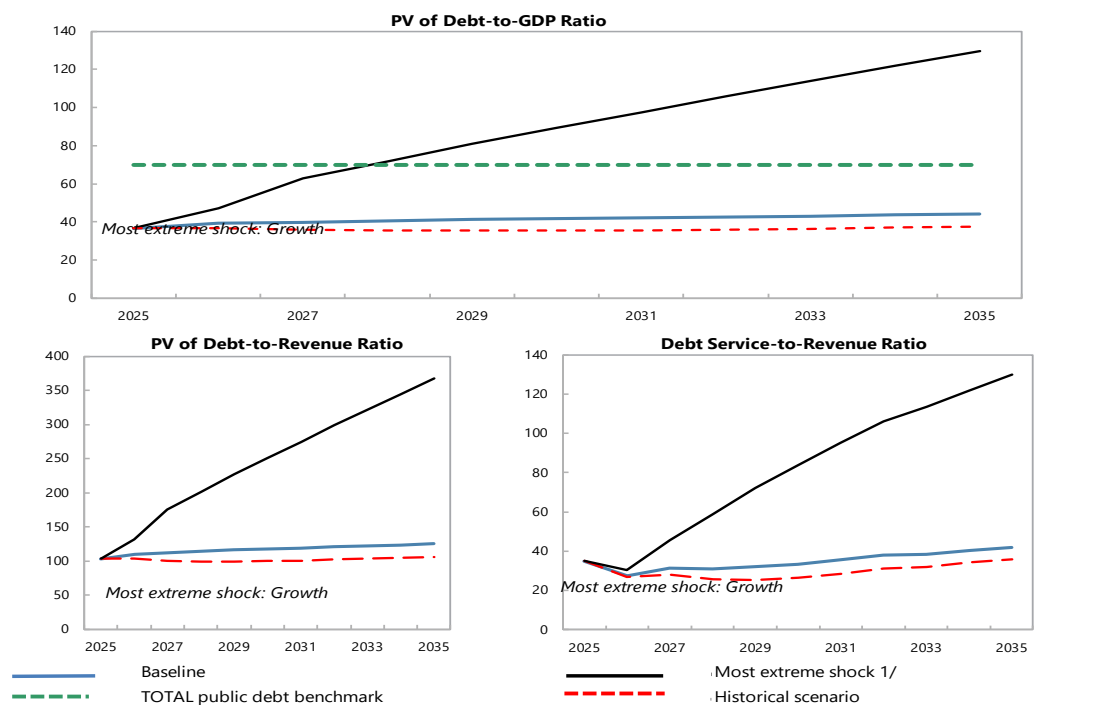 PV of Debt-to-GDP Ratio
140
120
100
80
60
40
20
0
Most extreme shock: Growth
2025 2027 2029 2031 2033 2035
PV of Debt-to-Revenue Ratio
400
350
300
250
200
150
100
50
0
Most extreme shock: Growth
2025 2027 2029 2031 2033 2035
Debt Service-to-Revenue Ratio
140
120
100
80
60
40
20
0
Most extreme shock: Growth
2025 2027 2029 2031 2033 2035
Baseline
Most extreme shock 1/
TOTAL public debt benchmark
Historical scenario